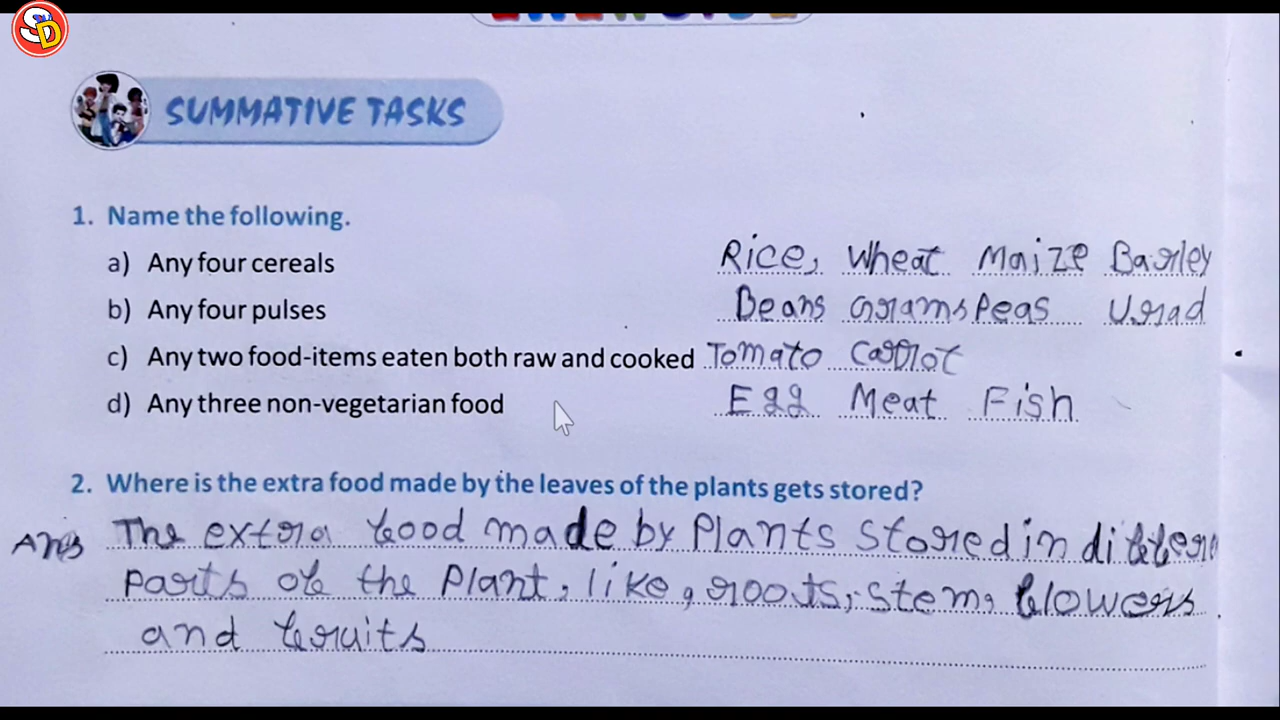 SD
SUMMATIVE TASKS
1. Name the following.
a) Any four cereals Rice, Wheat Maize Barley
b) Any four pulses Beans Grams Peas Urad
c) Any two food-items eaten both raw and cooked Tomato Carrot
d) Any three non-vegetarian food Egg Meat Fish
2. Where is the extra food made by the leaves of the plants gets stored?
Ans The extra food made by Plants stored in
parts of the Plant, like, roots, stem, flowers
and fruits